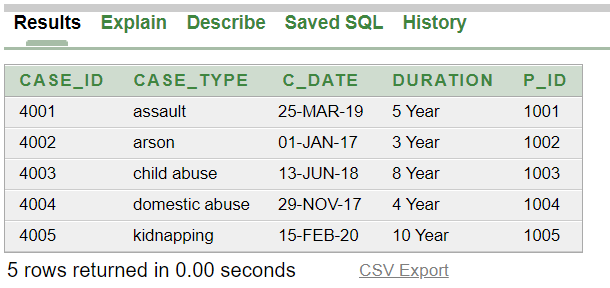 Results Explain Describe Saved SQL History
CASE_ID CASE_TYPE C_DATE DURATION P_ID
4001 assault 25-MAR-19 5 Year 1001
4002 arson 01-JAN-17 3 Year 1002
4003 child abuse 13-JUN-18 8 Year 1003
4004 domestic abuse 29-NOV-17 4 Year 1004
4005 kidnapping 15-FEB-20 10 Year 1005
5 rows returned in 0.00 seconds CSV Export